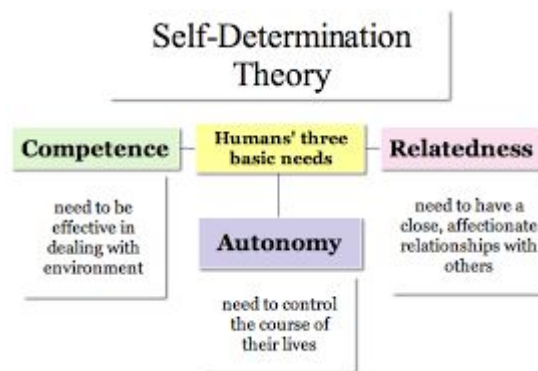 Self-Determination
Theory
Humans' three
basic needs
Competence
need to be
effective in
dealing with
environment
Autonomy
need to control
the course of
their lives
Relatedness
need to have a
close, affectionate
relationships with
others